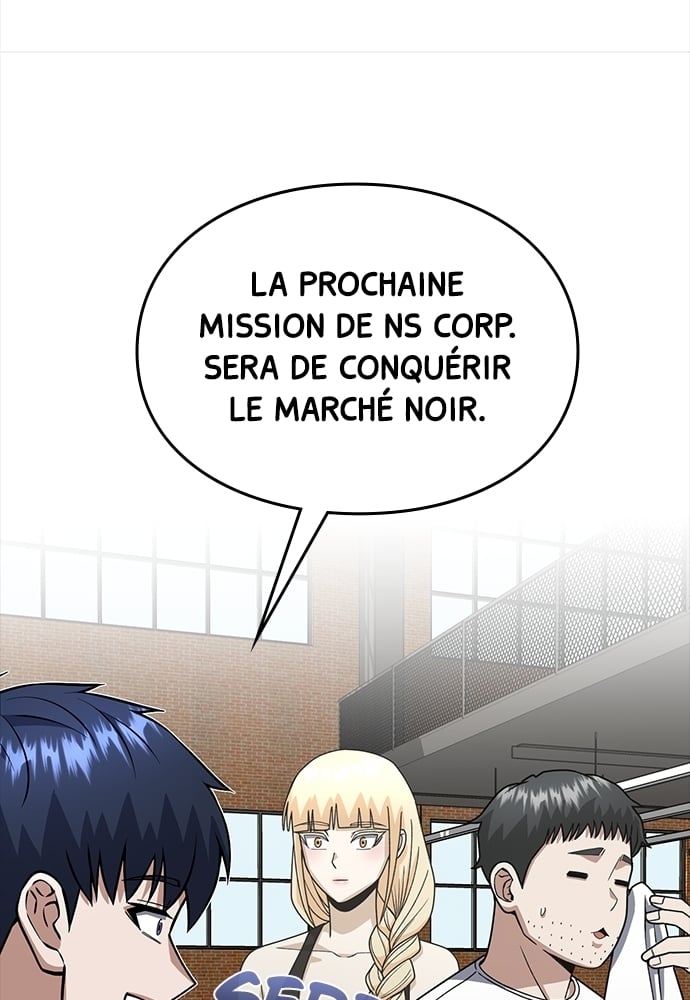 LA PROCHAINE
MISSION DE NS CORP.
SERA DE CONQUÉRIR
LE MARCHÉ NOIR.